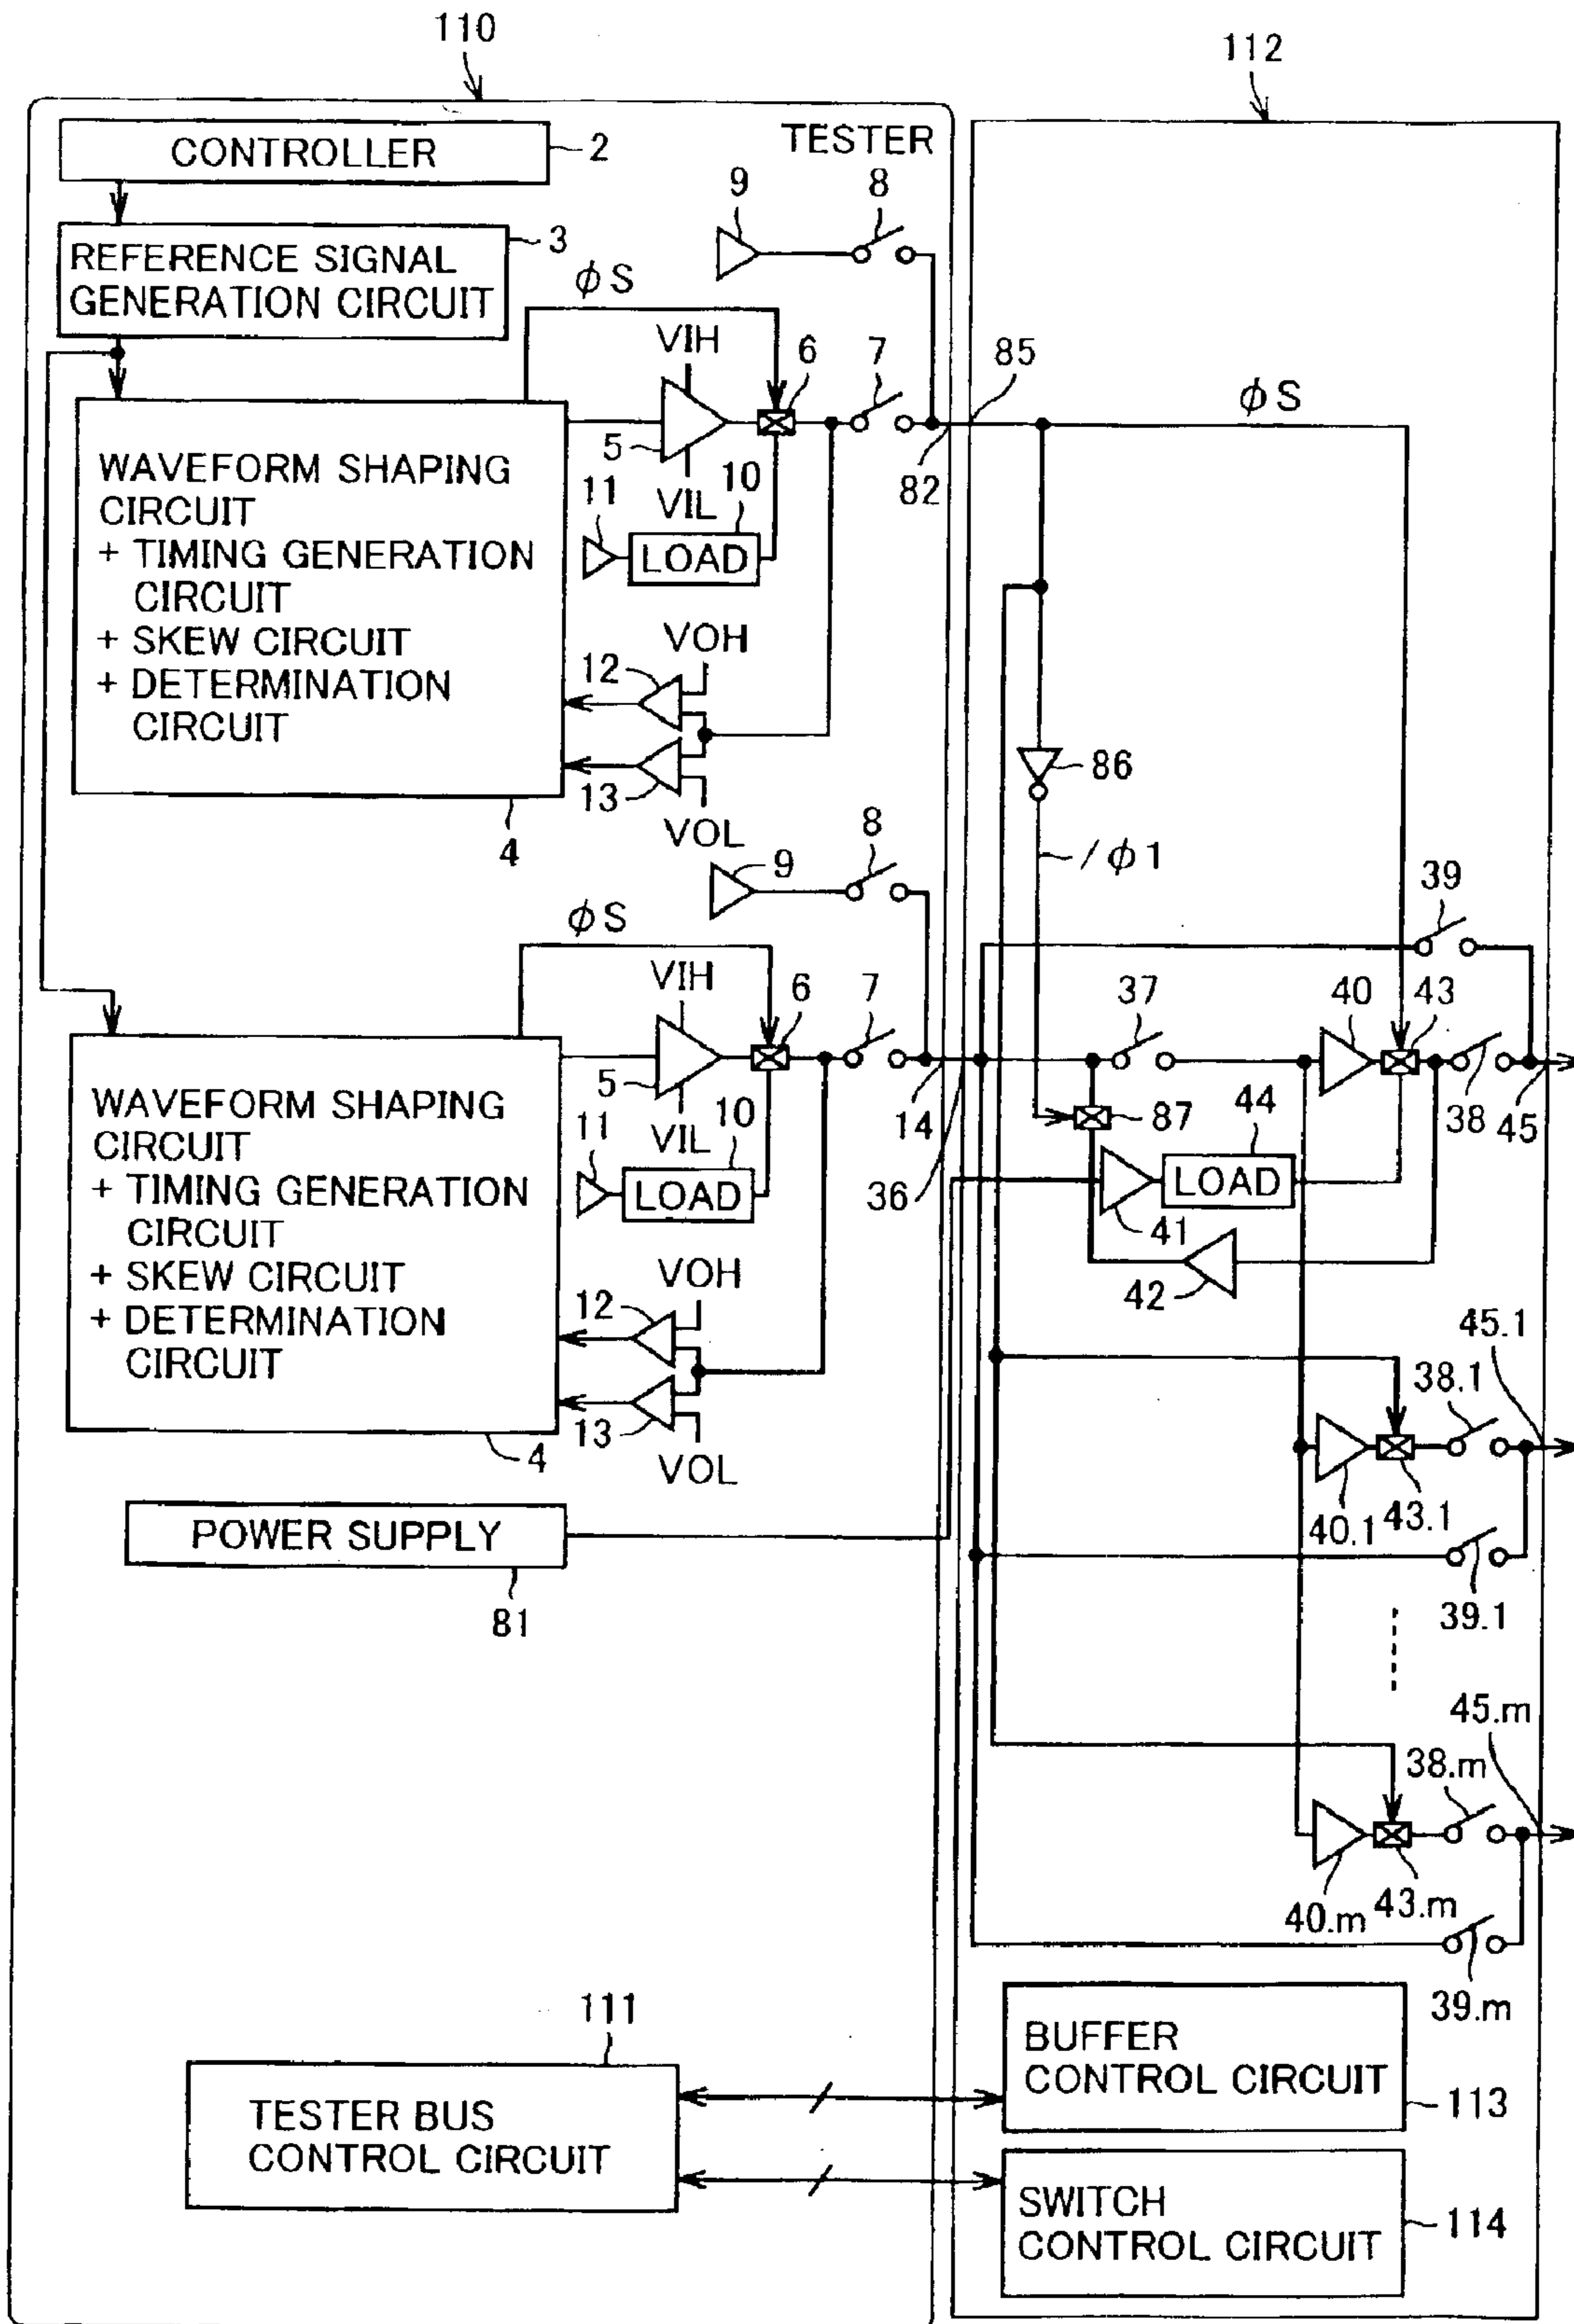 110
112
CONTROLLER
2
TESTER
REFERENCE SIGNAL
GENERATION CIRCUIT
3
9
8
φS
VIH
6
7
85
φS
5
VIL
10
82
11
LOAD
WAVEFORM SHAPING
CIRCUIT
+ TIMING GENERATION
CIRCUIT
+ SKEW CIRCUIT
+ DETERMINATION
CIRCUIT
VOH
12
13
VOL
4
86
/φ1
9
8
39
φS
VIH
6
7
37
40
43
5
VIL
10
14
87
44
38
45
11
LOAD
36
LOAD
41
42
WAVEFORM SHAPING
CIRCUIT
+ TIMING GENERATION
CIRCUIT
+ SKEW CIRCUIT
+ DETERMINATION
CIRCUIT
VOH
12
13
VOL
4
45.1
38.1
40.1
43.1
39.1
POWER SUPPLY
81
45.m
38.m
40.m
43.m
39.m
111
TESTER BUS
CONTROL CIRCUIT
BUFFER
CONTROL CIRCUIT
113
SWITCH
CONTROL CIRCUIT
114